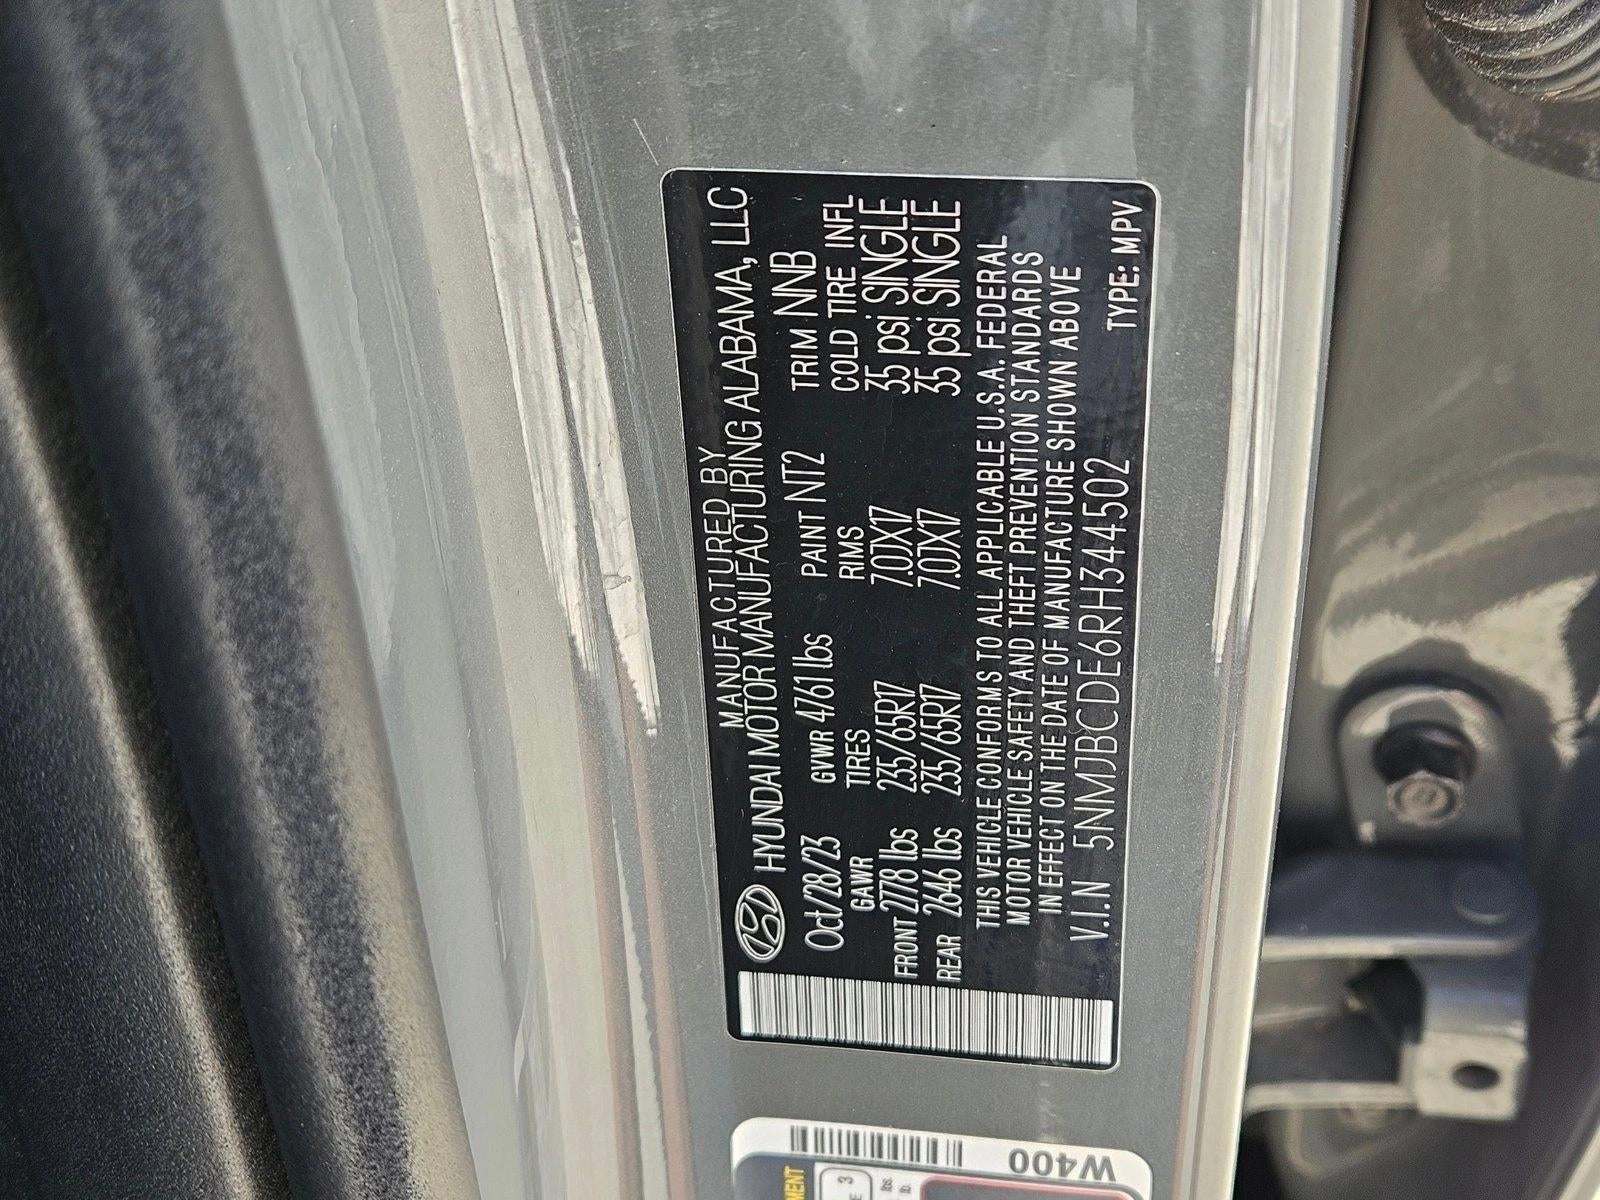 MANUFACTURED BY
HYUNDAI MOTOR MANUFACTURING ALABAMA, LLC
Oct/28/23 GVWR 4761 lbs PAINT NT2 TRIM NNB
GAWR TIRES RIMS COLD TIRE INFL
FRONT 2778 lbs 235/65R17 7.0JX17 35 psi SINGLE
REAR 2646 lbs 235/65R17 7.0JX17 35 psi SINGLE
THIS VEHICLE CONFORMS TO ALL APPLICABLE U.S.A. FEDERAL
MOTOR VEHICLE SAFETY AND THEFT PREVENTION STANDARDS
IN EFFECT ON THE DATE OF MANUFACTURE SHOWN ABOVE
V.I.N 5NMJBCDE6RH344502 TYPE: MPV
W400
3
lbs.
lb.